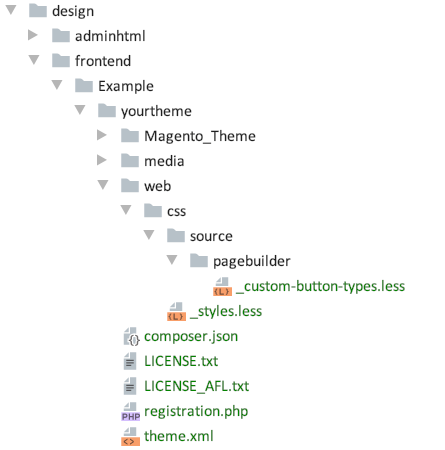 design
adminhtml
frontend
Example
yourtheme
Magento_Theme
media
web
css
source
pagebuilder
_custom-button-types.less
_styles.less
composer.json
LICENSE.txt
LICENSE_AFL.txt
registration.php
theme.xml